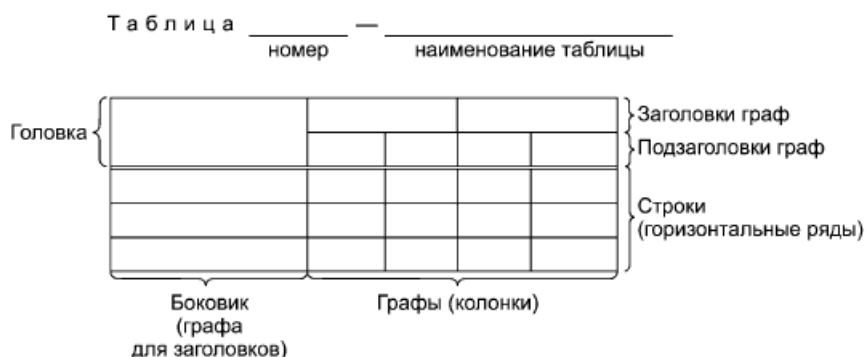 Таблица — 
номер наименование таблицы
Заголовки граф
Головка
Подзаголовки граф
Строки
(горизонтальные ряды)
Боковик
(графа
для заголовков)
Графы (колонки)